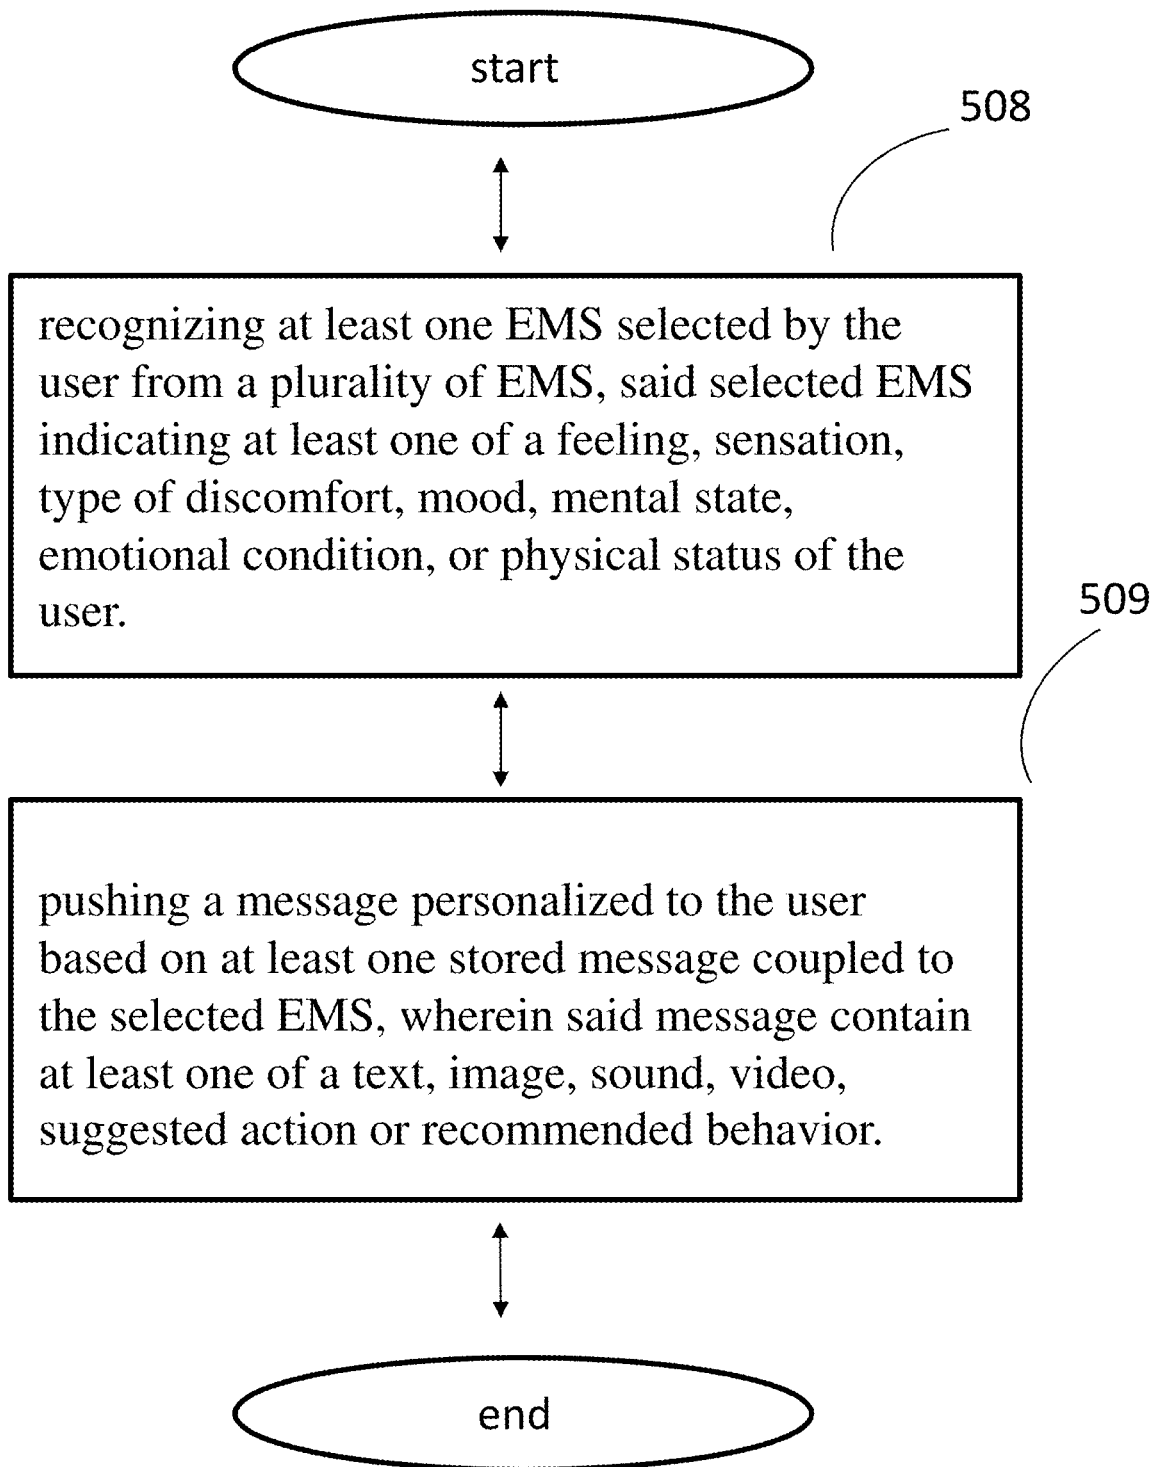 start
508
recognizing at least one EMS selected by the
user from a plurality of EMS, said selected EMS
indicating at least one of a feeling, sensation,
type of discomfort, mood, mental state,
emotional condition, or physical status of the
user.
509
pushing a message personalized to the user
based on at least one stored message coupled to
the selected EMS, wherein said message contain
at least one of a text, image, sound, video,
suggested action or recommended behavior.
end